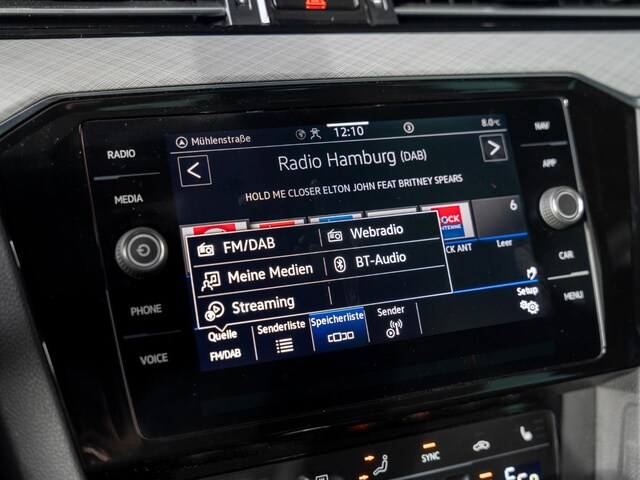 Mühlenstraße
12:10
8.0°C
RADIO
MEDIA
PHONE
VOICE
NAV
APP
CAR
MENU
Radio Hamburg (DAB)
HOLD ME CLOSER ELTON JOHN FEAT BRITNEY SPEARS
6
Leer
CK ANT
FM/DAB
Webradio
Meine Medien
BT-Audio
Streaming
Quelle
FM/DAB
Senderliste
Speicherliste
Sender
Setup
SYNC